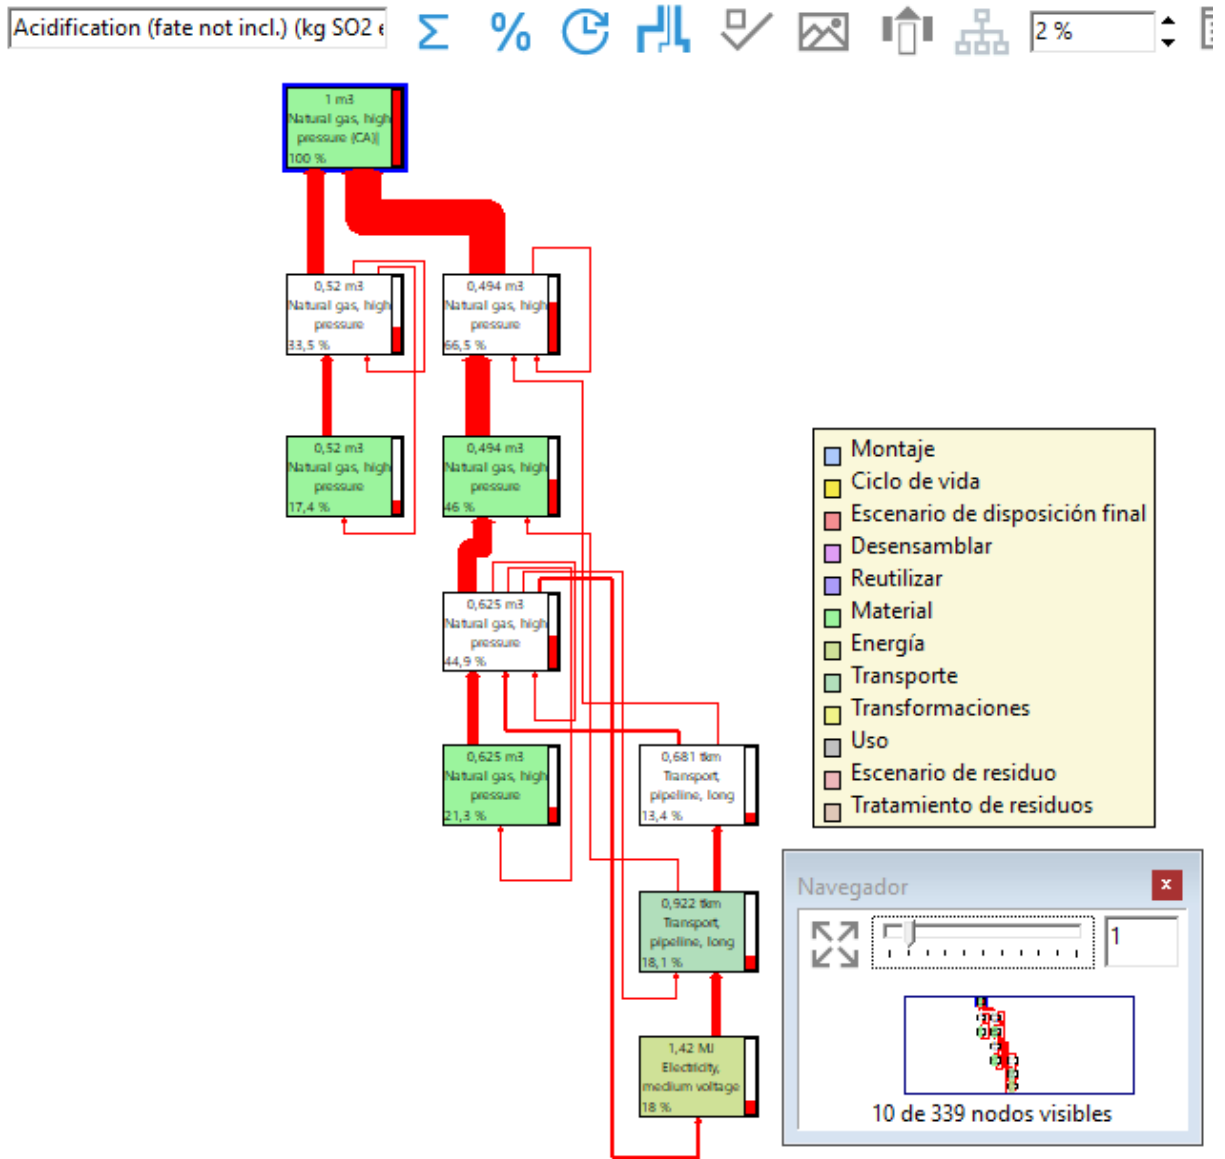 Acidification (fate not incl.) (kg SO2 e
2 %
1 m3
Natural gas, high
pressure {CA}|
100 %
0,52 m3
Natural gas, high
pressure
33,5 %
0,494 m3
Natural gas, high
pressure
66,5 %
0,52 m3
Natural gas, high
pressure
17,4 %
0,494 m3
Natural gas, high
pressure
46 %
0,625 m3
Natural gas, high
pressure
44,9 %
0,625 m3
Natural gas, high
pressure
21,3 %
0,681 tkm
Transport,
pipeline, long
13,4 %
0,922 tkm
Transport,
pipeline, long
18,1 %
1,42 MJ
Electricity,
medium voltage
18 %
Montaje
Ciclo de vida
Escenario de disposición final
Desensamblar
Reutilizar
Material
Energía
Transporte
Transformaciones
Uso
Escenario de residuo
Tratamiento de residuos
Navegador
1
10 de 339 nodos visibles